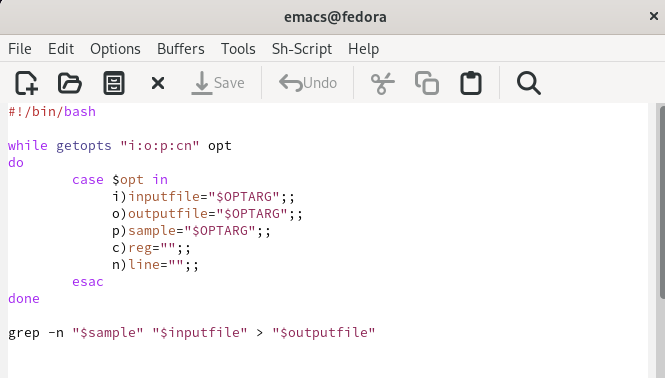 emacs@fedora
File Edit Options Buffers Tools Sh-Script Help
Save Undo
#!/bin/bash
while getopts "i:o:p:cn" opt
do
        case $opt in
             i)inputfile="$OPTARG";;
             o)outputfile="$OPTARG";;
             p)sample="$OPTARG";;
             c)reg="";;
             n)line="";;
        esac
done
grep -n "$sample" "$inputfile" > "$outputfile"